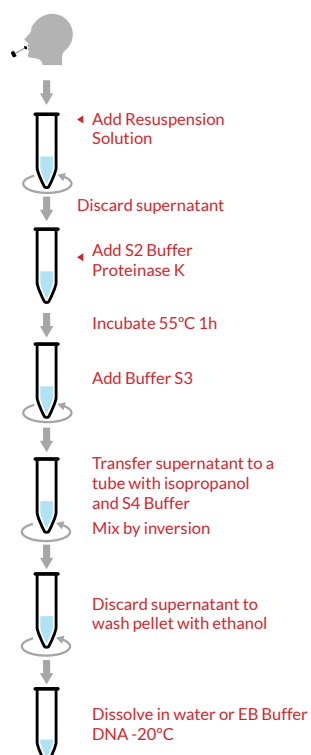 Add Resuspension
Solution
Discard supernatant
Add S2 Buffer
Proteinase K
Incubate 55ºC 1h
Add Buffer S3
Transfer supernatant to a
tube with isopropanol
and S4 Buffer
Mix by inversion
Discard supernatant to
wash pellet with ethanol
Dissolve in water or EB Buffer
DNA -20ºC